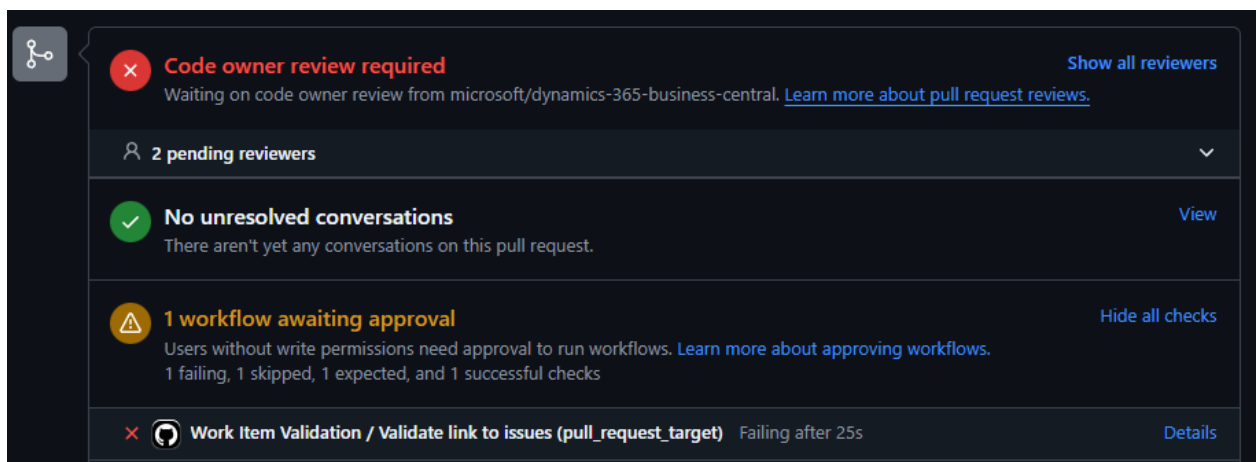 Code owner review required
Show all reviewers
Waiting on code owner review from microsoft/dynamics-365-business-central. Learn more about pull request reviews.
2 pending reviewers
No unresolved conversations
View
There aren't yet any conversations on this pull request.
1 workflow awaiting approval
Hide all checks
Users without write permissions need approval to run workflows. Learn more about approving workflows.
1 failing, 1 skipped, 1 expected, and 1 successful checks
Work Item Validation / Validate link to issues (pull_request_target) Failing after 25s
Details